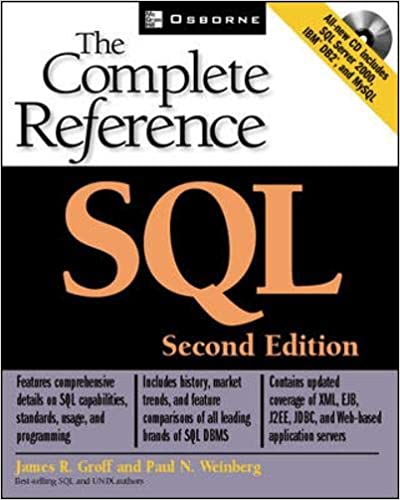 OSBORNE
All-new CD Includes
SQL Server 2000,
IBM® DB2®, and MySQL
The
Complete
Reference
SQL
Second Edition
Features comprehensive
details on SQL capabilities,
standards, usage, and
programming
Includes history, market
trends, and feature
comparisons of all leading
brands of SQL DBMS
Contains updated
coverage of XML, EJB,
J2EE, JDBC, and Web-based
application servers
James R. Groff and Paul N. Weinberg
Best-selling SQL and UNIX authors